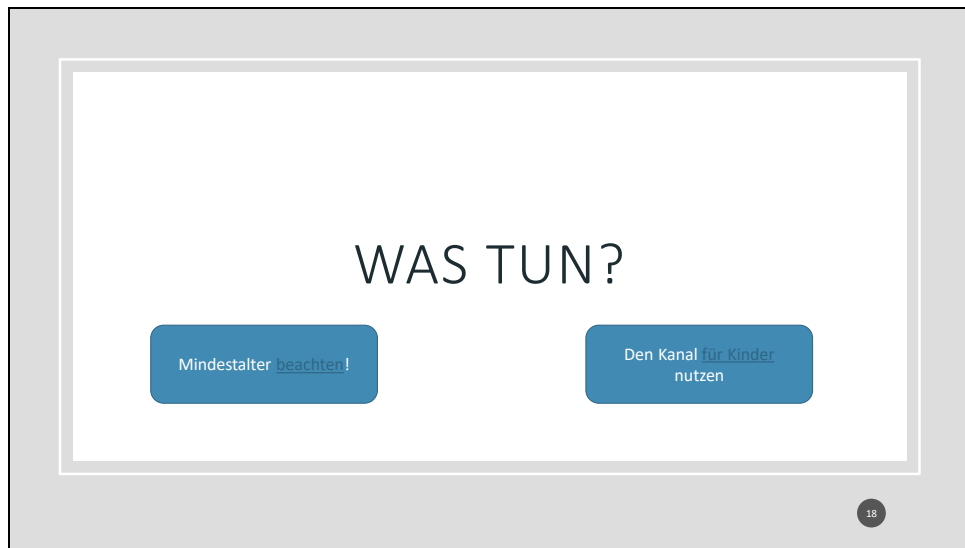 WAS TUN?
Mindestalter beachten!
Den Kanal für Kinder
nutzen
18